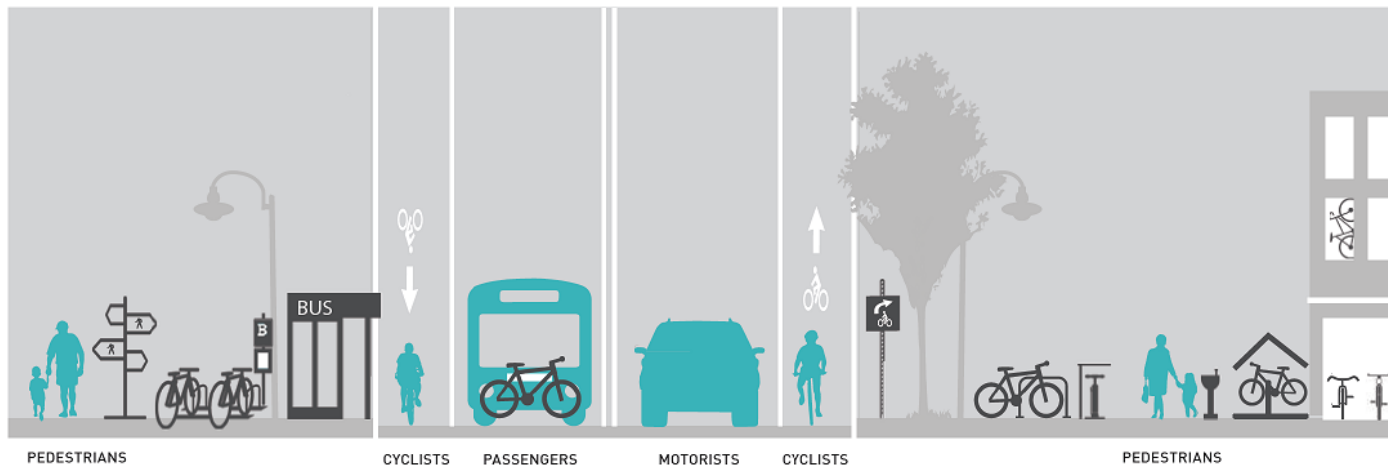 BUS
B
PEDESTRIANS
CYCLISTS
PASSENGERS
MOTORISTS
CYCLISTS
PEDESTRIANS